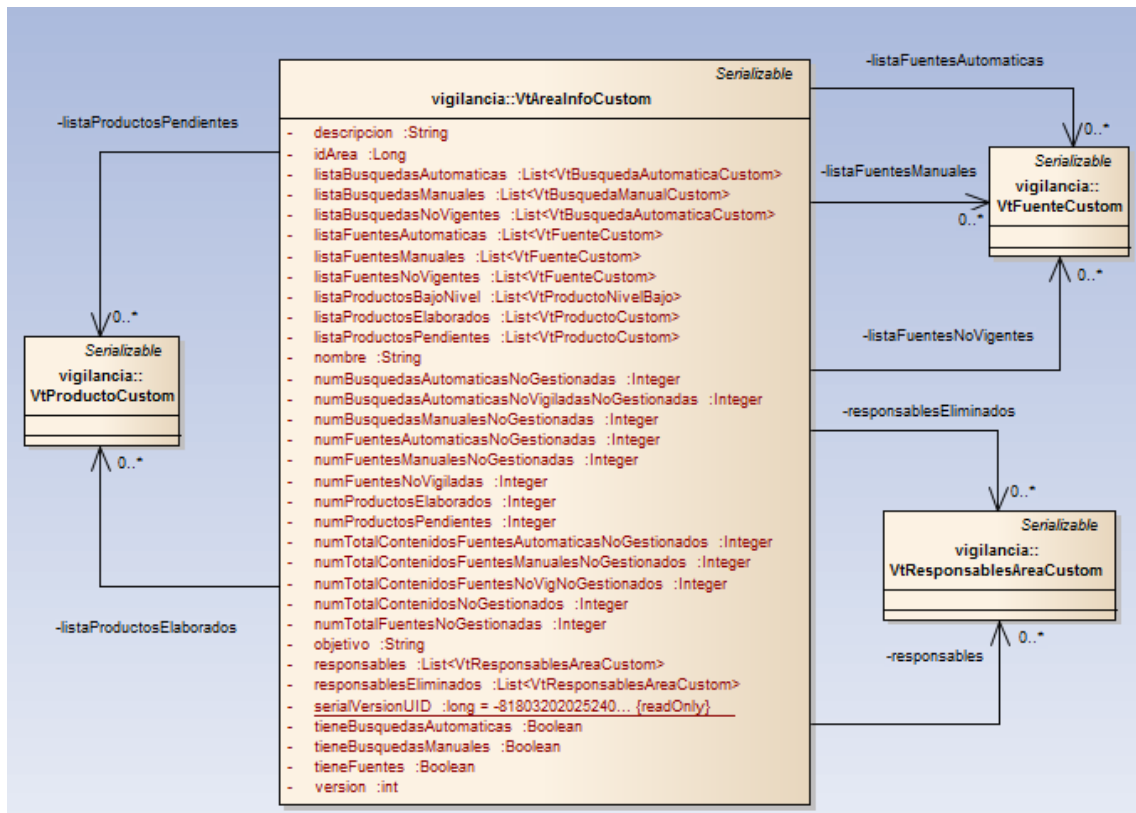 -listaProductosPendientes
0..*
Serializable
vigilancia::
VtProductoCustom
0..*
-listaProductosElaborados
Serializable
vigilancia::VtAreaInfoCustom
- descripcion :String
- idArea :Long
- listaBusquedasAutomaticas :List<VtBusquedaAutomaticaCustom>
- listaBusquedasManuales :List<VtBusquedaManualCustom>
- listaBusquedasNoVigentes :List<VtBusquedaAutomaticaCustom>
- listaFuentesAutomaticas :List<VtFuenteCustom>
- listaFuentesManuales :List<VtFuenteCustom>
- listaFuentesNoVigentes :List<VtFuenteCustom>
- listaProductosBajoNivel :List<VtProductoNivelBajo>
- listaProductosElaborados :List<VtProductoCustom>
- listaProductosPendientes :List<VtProductoCustom>
- nombre :String
- numBusquedasAutomaticasNoGestionadas :Integer
- numBusquedasAutomaticasNoVigiladasNoGestionadas :Integer
- numBusquedasManualesNoGestionadas :Integer
- numFuentesAutomaticasNoGestionadas :Integer
- numFuentesManualesNoGestionadas :Integer
- numFuentesNoVigiladas :Integer
- numProductosElaborados :Integer
- numProductosPendientes :Integer
- numTotalContenidosFuentesAutomaticasNoGestionados :Integer
- numTotalContenidosFuentesManualesNoGestionados :Integer
- numTotalContenidosFuentesNoVigNoGestionados :Integer
- numTotalContenidosNoGestionados :Integer
- numTotalFuentesNoGestionadas :Integer
- objetivo :String
- responsables :List<VtResponsablesAreaCustom>
- responsablesEliminados :List<VtResponsablesAreaCustom>
- serialVersionUID :long = -81803202025240... {readOnly}
- tieneBusquedasAutomaticas :Boolean
- tieneBusquedasManuales :Boolean
- tieneFuentes :Boolean
- version :int
-listaFuentesAutomaticas
0..*
-listaFuentesManuales
0..*
Serializable
vigilancia::
VtFuenteCustom
0..*
-listaFuentesNoVigentes
-responsablesEliminados
0..*
Serializable
vigilancia::
VtResponsablesAreaCustom
0..*
-responsables